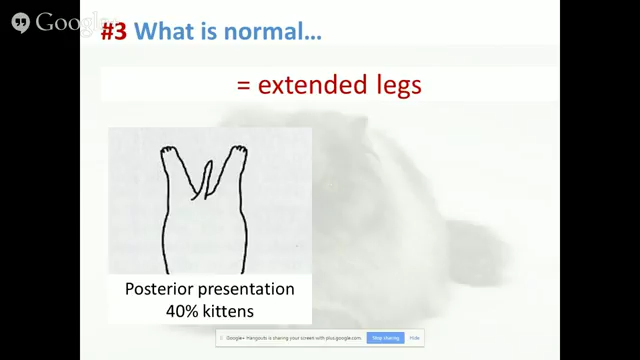 Google+
#3 What is normal…
= extended legs
Posterior presentation
40% kittens
Google+ Hangouts is sharing your screen with plus.google.com.
Stop sharing
Hide